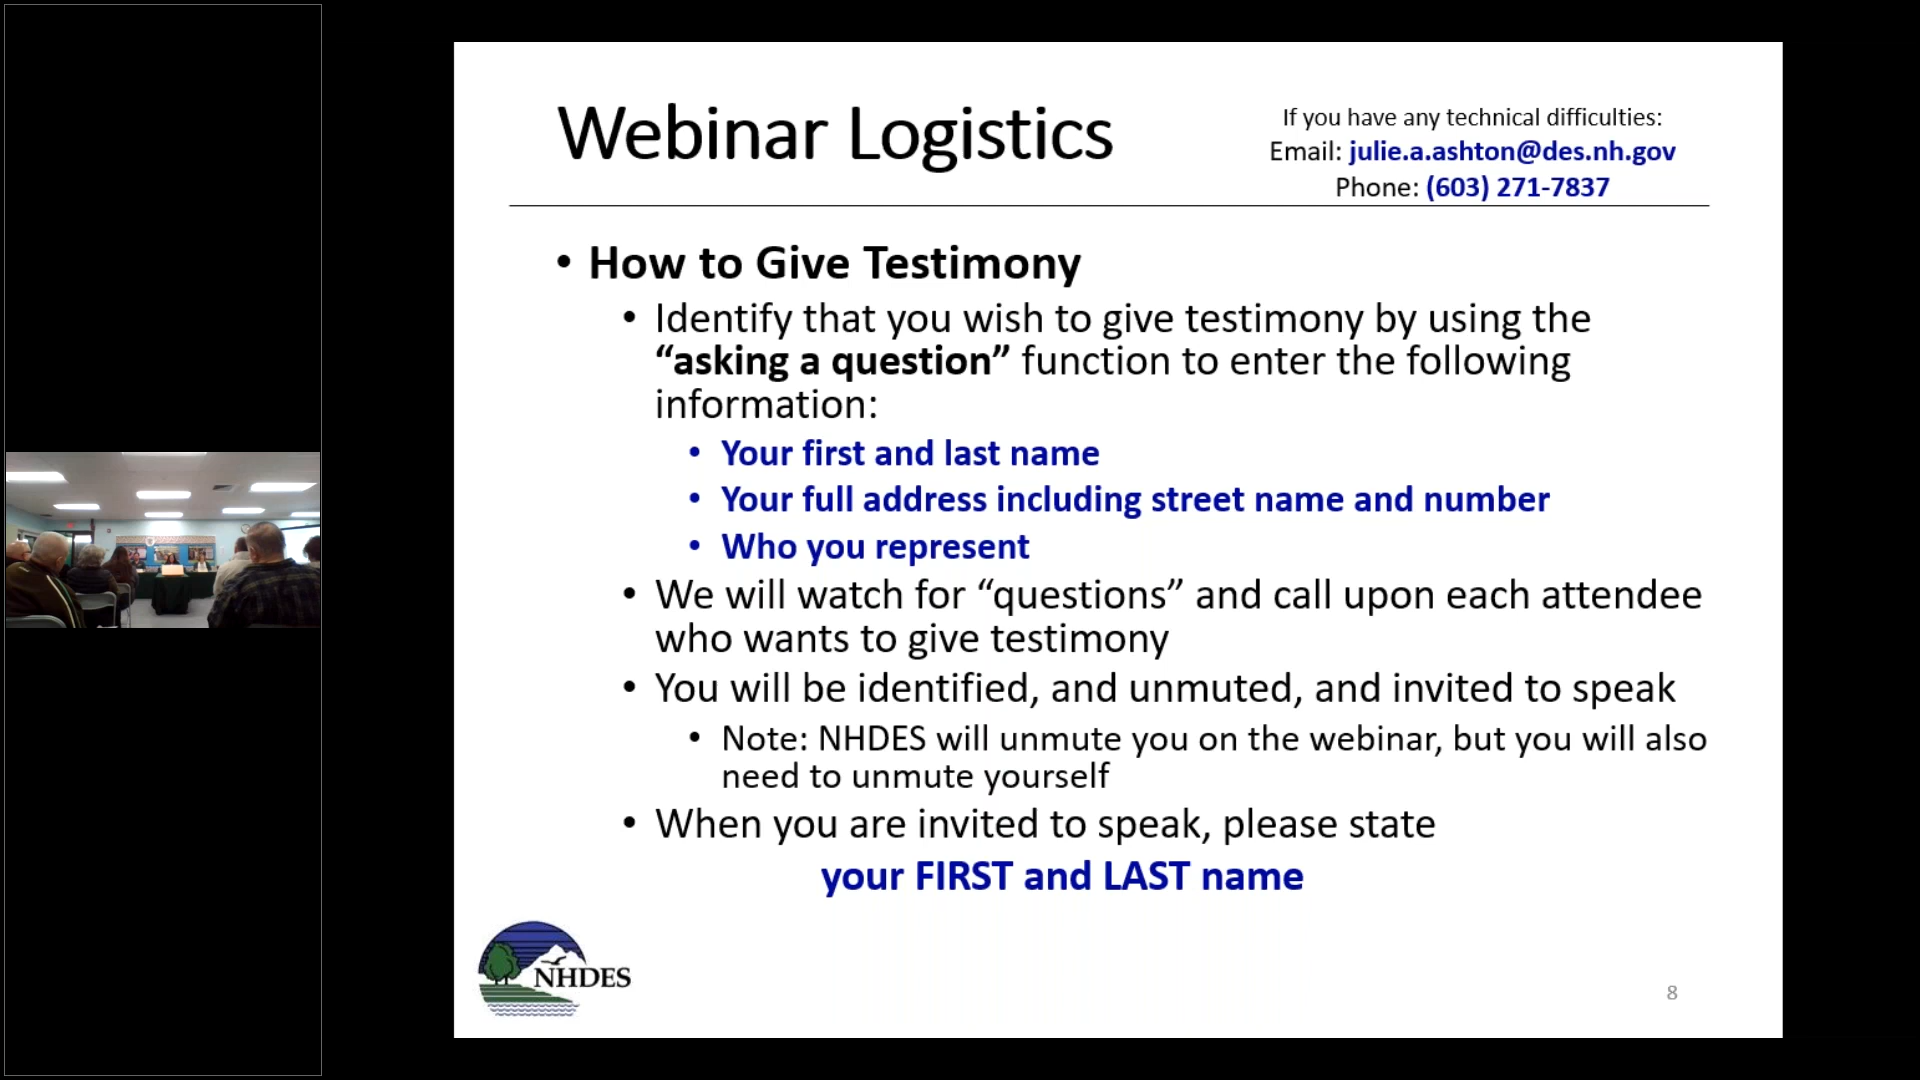 Webinar Logistics
If you have any technical difficulties:
Email: julie.a.ashton@des.nh.gov
Phone: (603) 271-7837
• How to Give Testimony
• Identify that you wish to give testimony by using the
“asking a question” function to enter the following
information:
• Your first and last name
• Your full address including street name and number
• Who you represent
• We will watch for “questions” and call upon each attendee
who wants to give testimony
• You will be identified, and unmuted, and invited to speak
• Note: NHDES will unmute you on the webinar, but you will also
need to unmute yourself
• When you are invited to speak, please state
your FIRST and LAST name
NHDES
8